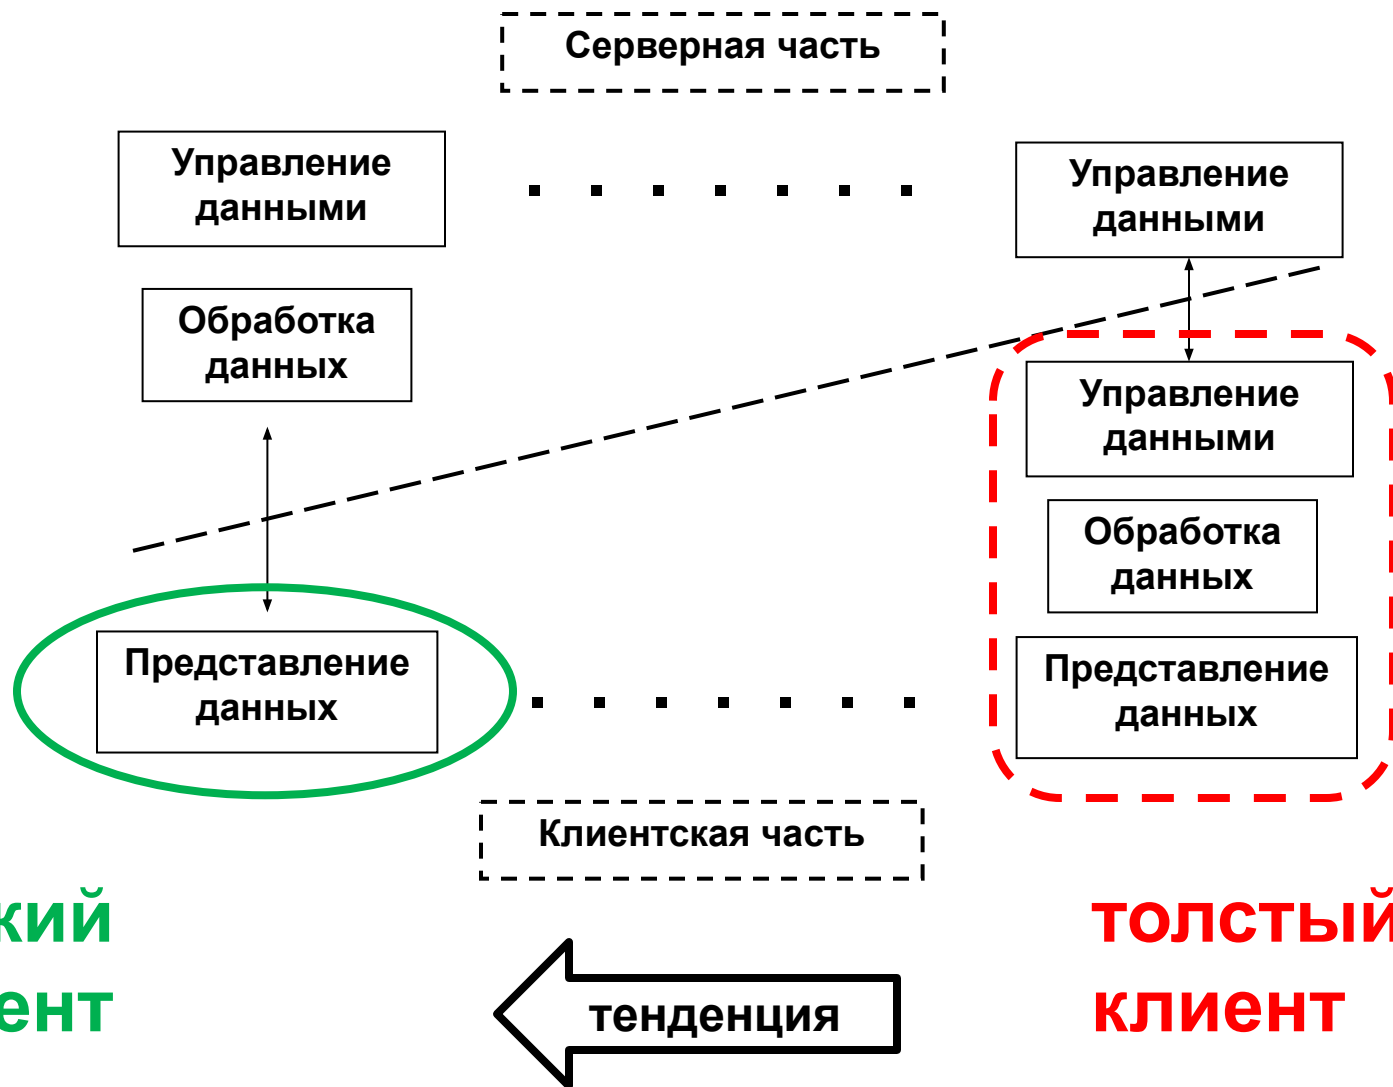 Серверная часть
Управление
данными
Управление
данными
Обработка
данных
Управление
данными
Обработка
данных
Представление
данных
Представление
данных
Клиентская часть
кий
ент
толстый
клиент
тенденция